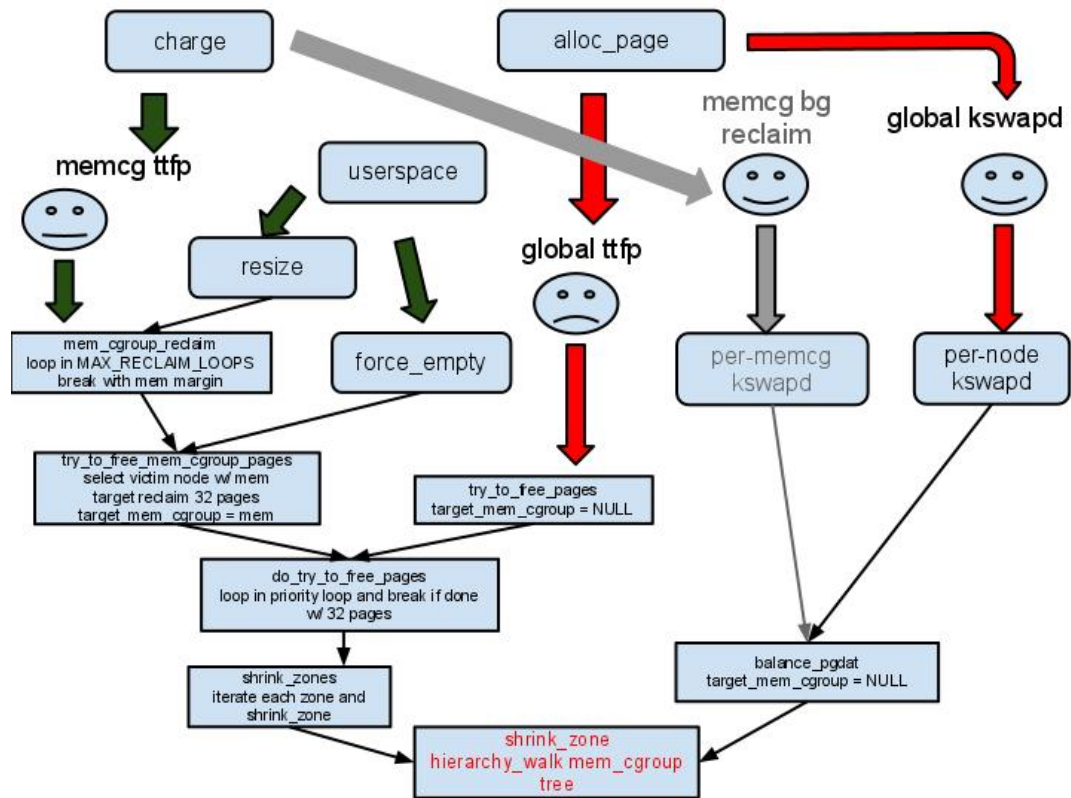 charge
alloc_page
memcg bg
reclaim
global kswapd
memcg ttfp
userspace
resize
global ttfp
mem_cgroup_reclaim
loop in MAX_RECLAIM_LOOPS
break with mem margin
force_empty
per-memcg
kswapd
per-node
kswapd
try_to_free_mem_cgroup_pages
select victim node w/ mem
target reclaim 32 pages
target_mem_cgroup = mem
try_to_free_pages
target_mem_cgroup = NULL
do_try_to_free_pages
loop in priority loop and break if done
w/ 32 pages
shrink_zones
iterate each zone and
shrink_zone
balance_pgdat
target_mem_cgroup = NULL
shrink_zone
hierarchy_walk mem_cgroup
tree